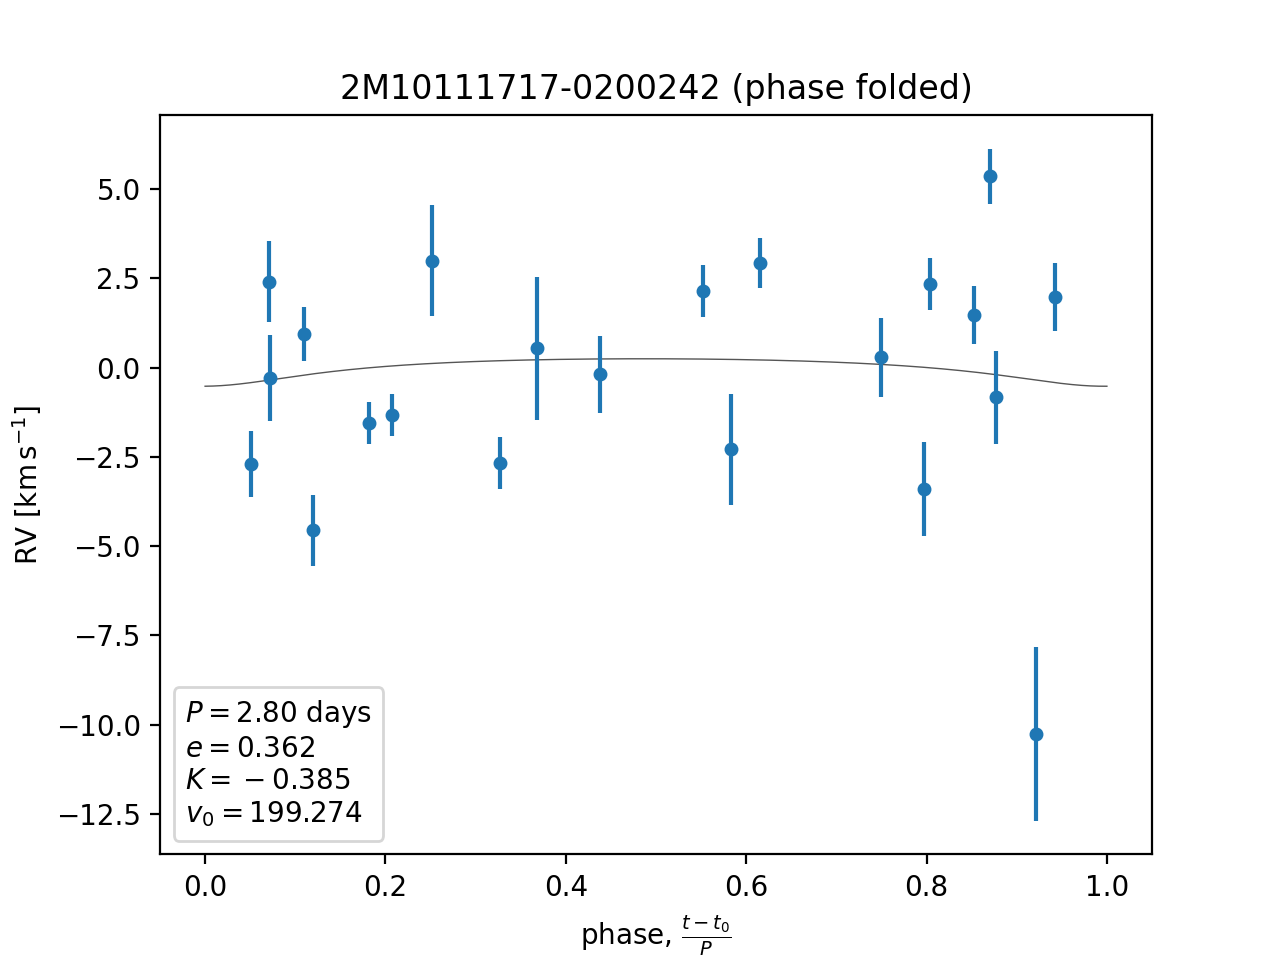 2M10111717-0200242 (phase folded)
RV [km s⁻¹]
5.0
2.5
0.0
−2.5
−5.0
−7.5
−10.0
−12.5
P = 2.80 days
e = 0.362
K = −0.385
v₀ = 199.274
0.0 0.2 0.4 0.6 0.8 1.0
phase, (t − t₀)/P